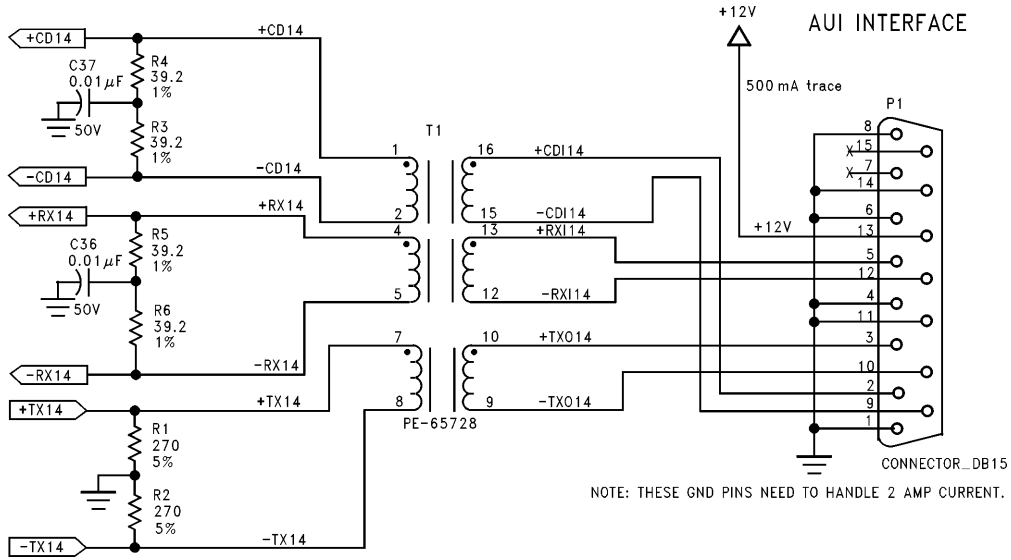 +12V
AUI INTERFACE
+CD14
+CD14
C37
0.01µF
50V
R4
39.2
1%
500 mA trace
P1
R3
39.2
1%
T1
-CD14
-CD14
1
16
+CDI14
2
15
-CDI14
+RX14
+RX14
4
13
+RXI14
C36
0.01µF
50V
R5
39.2
1%
5
12
-RXI14
R6
39.2
1%
7
10
+TXO14
-RX14
-RX14
8
9
-TXO14
PE-65728
+TX14
+TX14
R1
270
5%
R2
270
5%
-TX14
-TX14
8
X 15
X 7
14
6
+12V
13
5
12
4
11
3
10
2
9
1
CONNECTOR_DB15
NOTE: THESE GND PINS NEED TO HANDLE 2 AMP CURRENT.